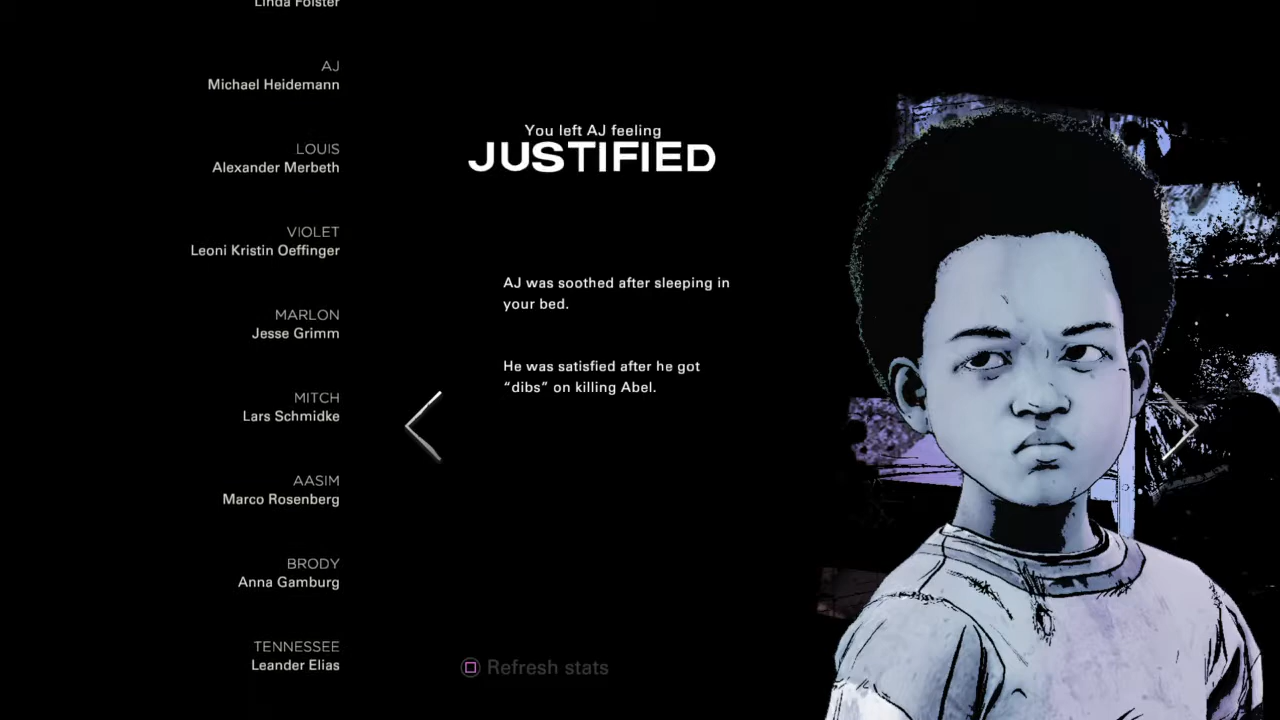 Linda Folster
AJ
Michael Heidemann
LOUIS
Alexander Merbeth
VIOLET
Leoni Kristin Oeffinger
MARLON
Jesse Grimm
MITCH
Lars Schmidke
AASIM
Marco Rosenberg
BRODY
Anna Gamburg
TENNESSEE
Leander Elias
You left AJ feeling
JUSTIFIED
AJ was soothed after sleeping in
your bed.
He was satisfied after he got
“dibs” on killing Abel.
Refresh stats